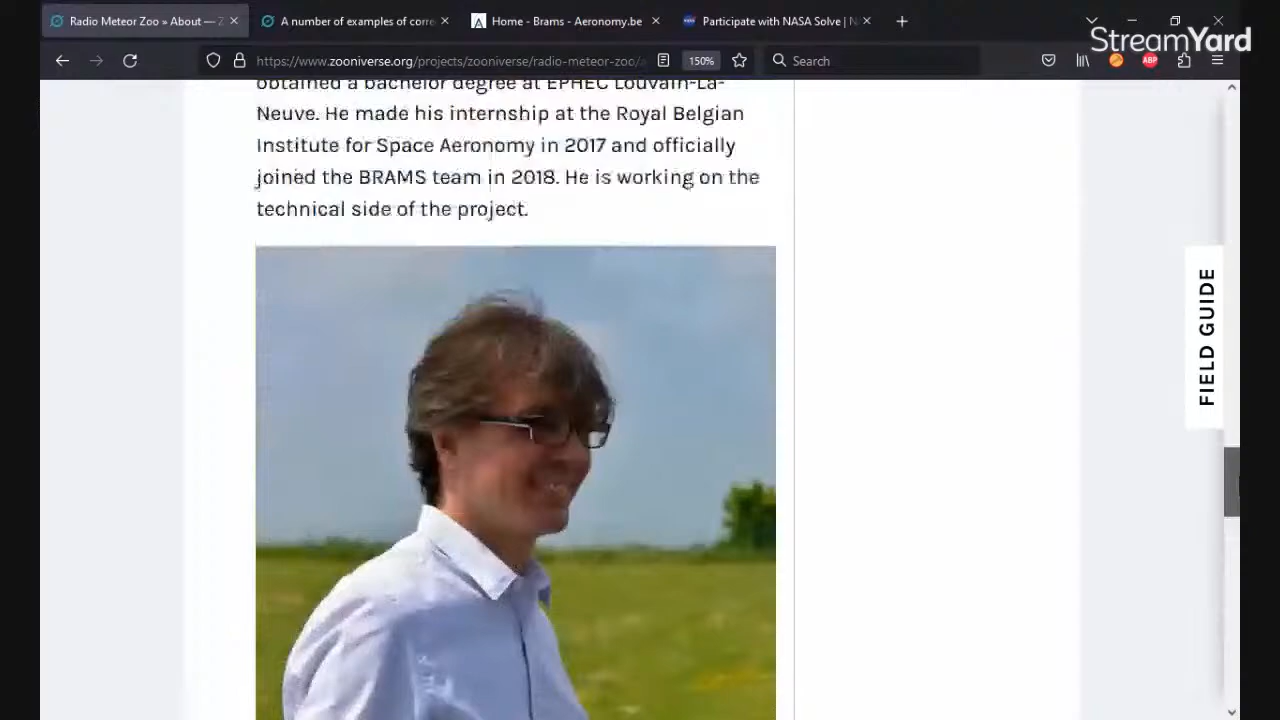 Radio Meteor Zoo » About — Z
A number of examples of corre
Home - Brams - Aeronomy.be
Participate with NASA Solve | N
StreamYard
https://www.zooniverse.org/projects/zooniverse/radio-meteor-zoo/a
150%
Search
ABP
obtained a bachelor degree at EPHEC Louvain-La-
Neuve. He made his internship at the Royal Belgian
Institute for Space Aeronomy in 2017 and officially
joined the BRAMS team in 2018. He is working on the
technical side of the project.
FIELD GUIDE